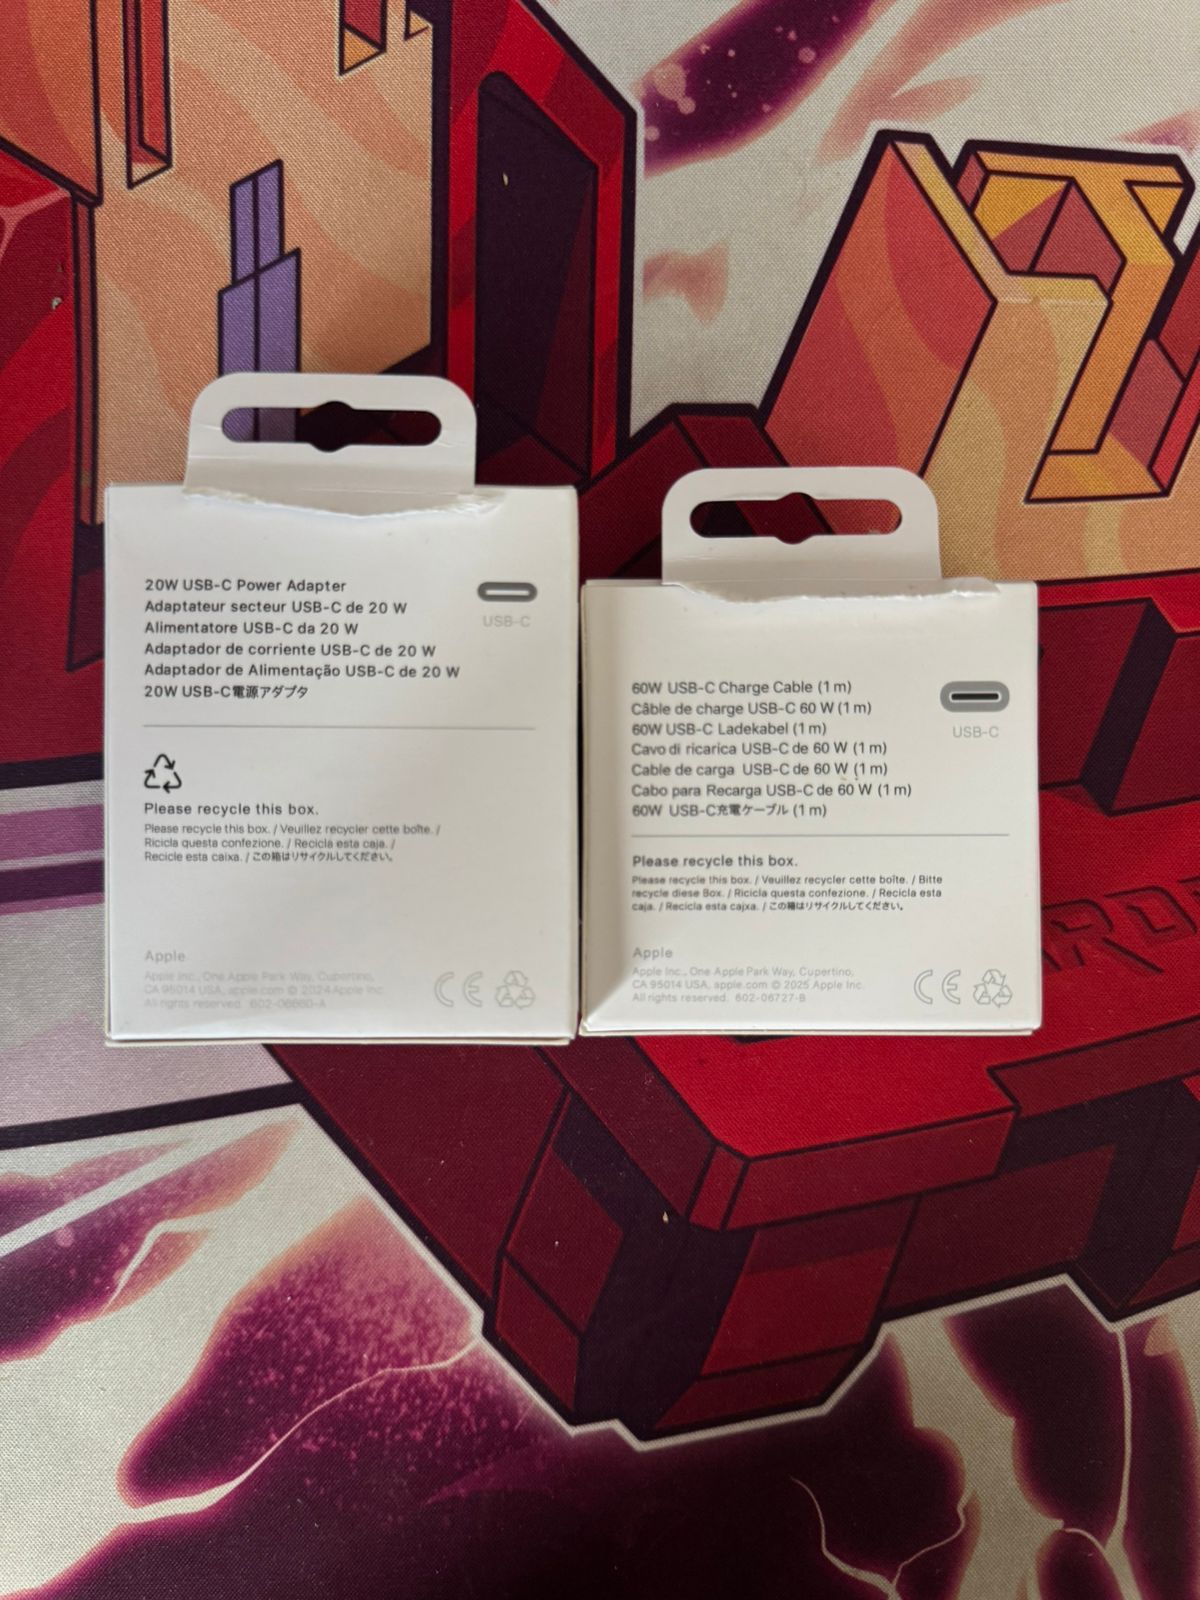 20W USB-C Power Adapter
Adaptateur secteur USB-C de 20 W
Alimentatore USB-C da 20 W
Adaptador de corriente USB-C de 20 W
Adaptador de Alimentação USB-C de 20 W
20W USB-C電源アダプタ
USB-C
Please recycle this box.
Please recycle this box. / Veuillez recycler cette boîte. /
Ricicla questa confezione. / Recicla esta caja. /
Recicle esta caixa. / この箱はリサイクルしてください。
Apple
Apple Inc., One Apple Park Way, Cupertino,
CA 95014 USA, apple.com © 2024 Apple Inc.
All rights reserved. 602-06660-A
CE
60W USB-C Charge Cable (1 m)
Câble de charge USB-C 60 W (1 m)
60W USB-C Ladekabel (1 m)
Cavo di ricarica USB-C de 60 W (1 m)
Cable de carga USB-C de 60 W (1 m)
Cabo para Recarga USB-C de 60 W (1 m)
60W USB-C充電ケーブル (1 m)
USB-C
Please recycle this box.
Please recycle this box. / Veuillez recycler cette boîte. / Bitte
recycle diese Box. / Ricicla questa confezione. / Recicla esta
caja. / Recicla esta cajxa. / この箱はリサイクルしてください。
Apple
Apple Inc., One Apple Park Way, Cupertino,
CA 95014 USA, apple.com © 2025 Apple Inc.
All rights reserved. 602-06727-B
CE